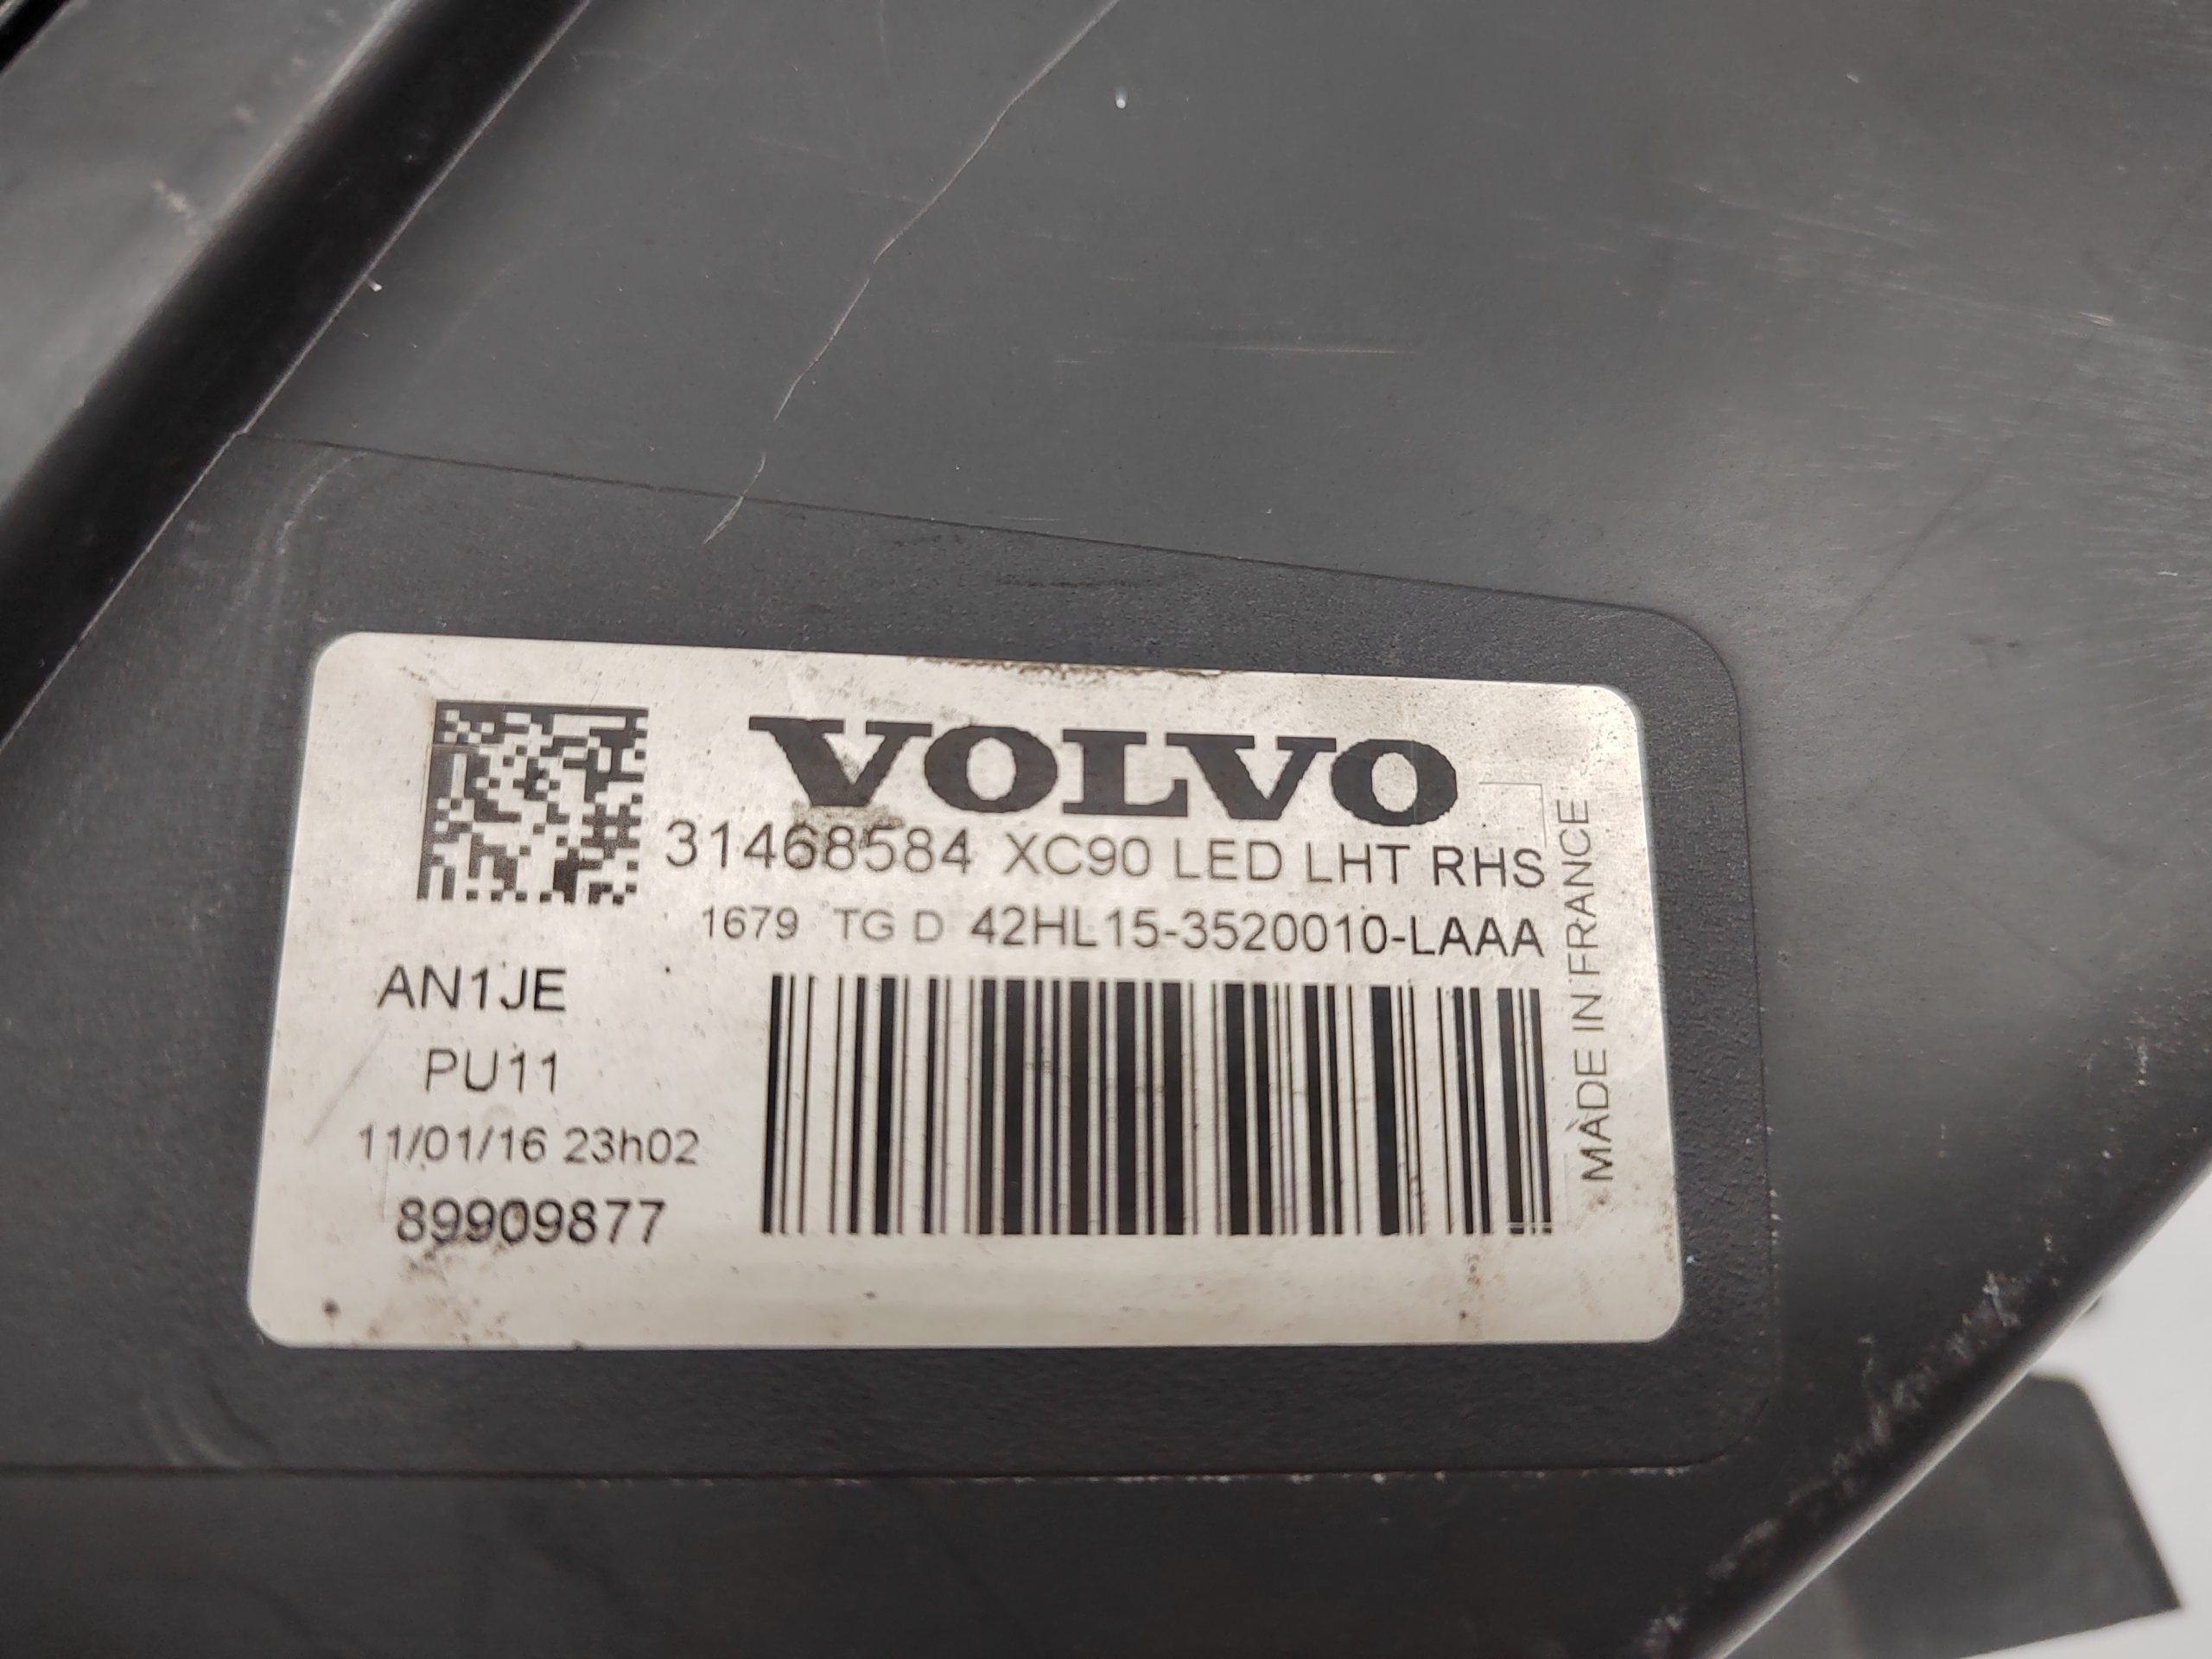 VOLVO
31468584 XC90 LED LHT RHS
1679 TG D 42HL15-3520010-LAAA
AN1JE
PU11
11/01/16 23h02
89909877
MADE IN FRANCE